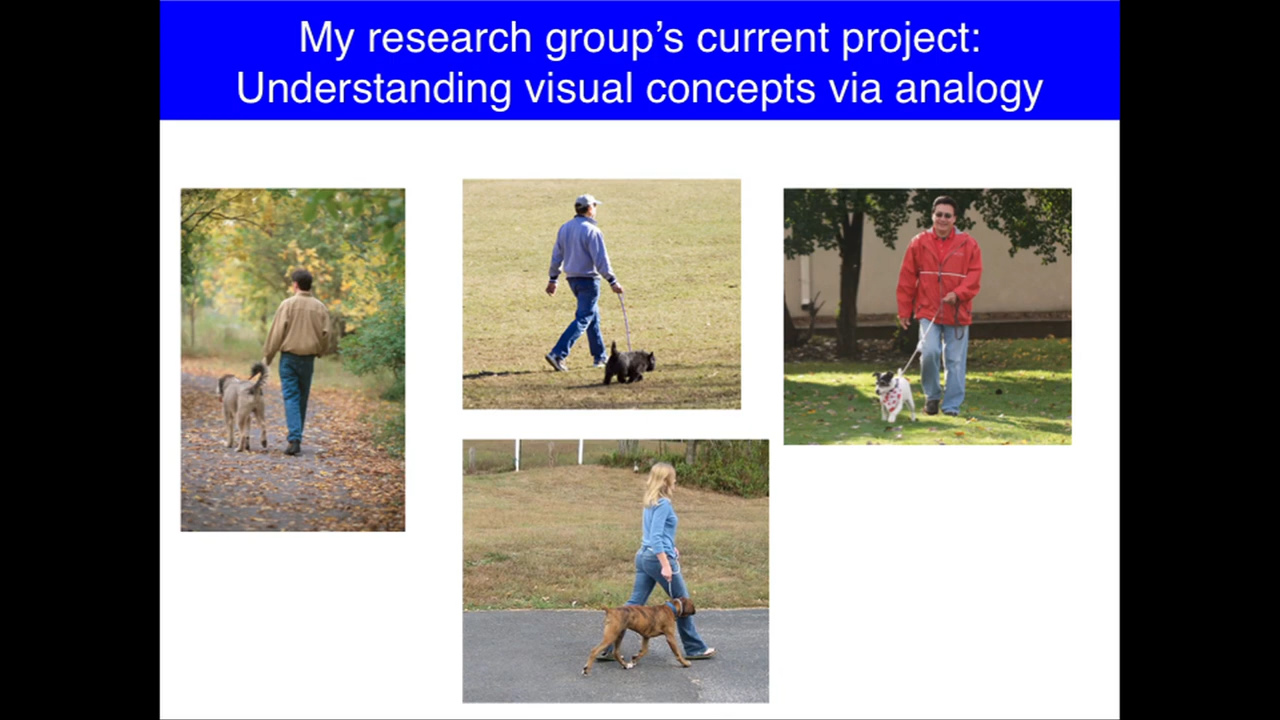 My research group’s current project:
Understanding visual concepts via analogy